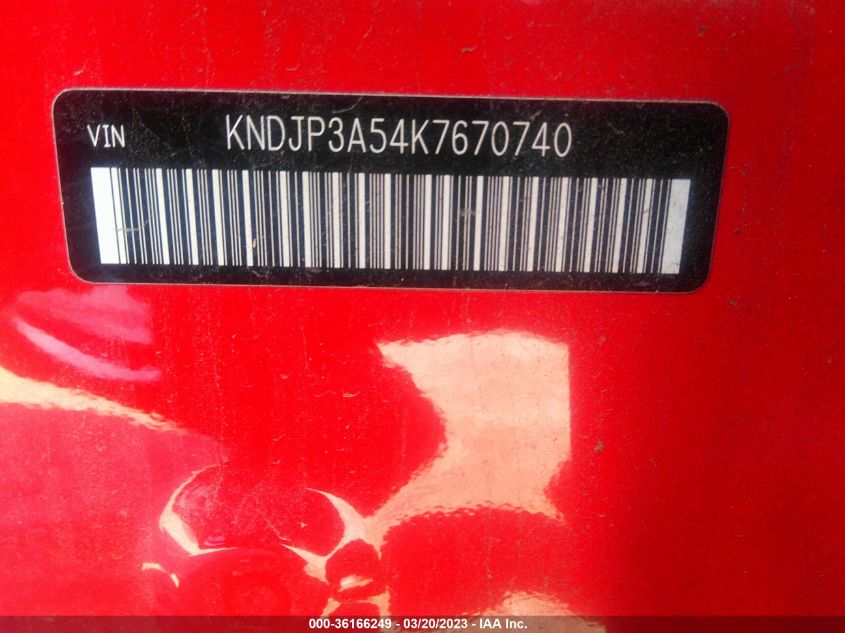 VIN KNDJP3A54K7670740
000-36166249 - 03/20/2023 - IAA Inc.